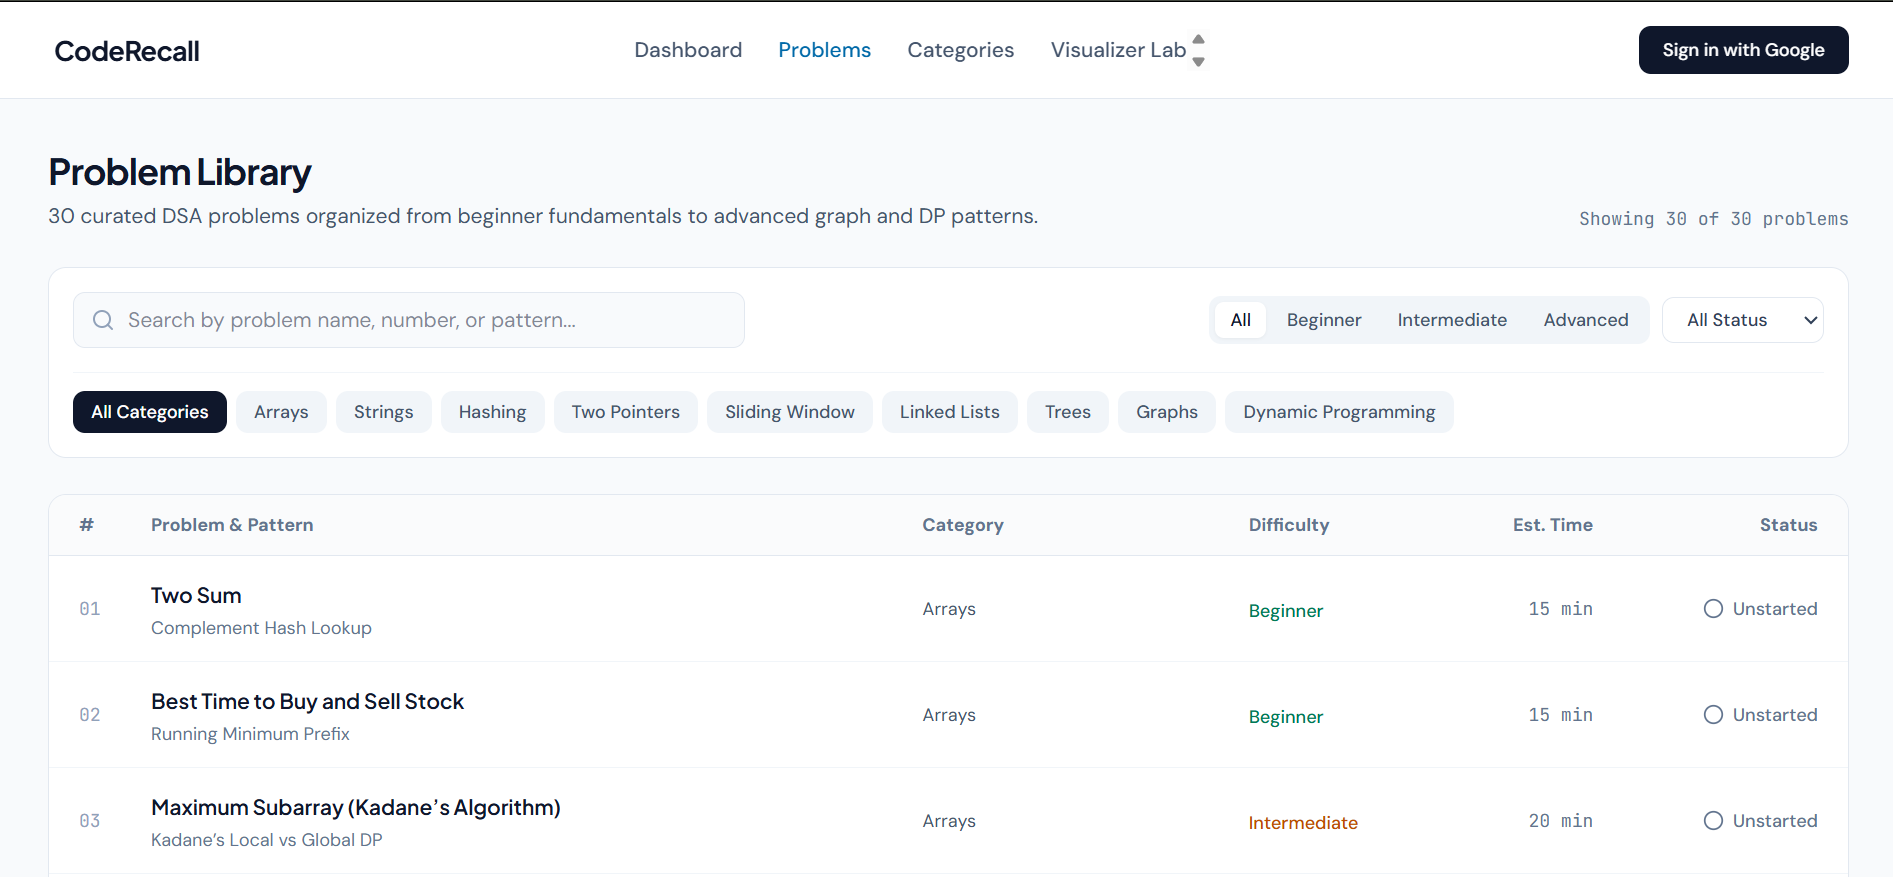 CodeRecall
Dashboard Problems Categories Visualizer Lab
Sign in with Google
Problem Library
30 curated DSA problems organized from beginner fundamentals to advanced graph and DP patterns.
Showing 30 of 30 problems
Search by problem name, number, or pattern...
All Beginner Intermediate Advanced
All Status
All Categories Arrays Strings Hashing Two Pointers Sliding Window Linked Lists Trees Graphs Dynamic Programming
# Problem & Pattern Category Difficulty Est. Time Status
01 Two Sum Arrays Beginner 15 min Unstarted
Complement Hash Lookup
02 Best Time to Buy and Sell Stock Arrays Beginner 15 min Unstarted
Running Minimum Prefix
03 Maximum Subarray (Kadane’s Algorithm) Arrays Intermediate 20 min Unstarted
Kadane’s Local vs Global DP